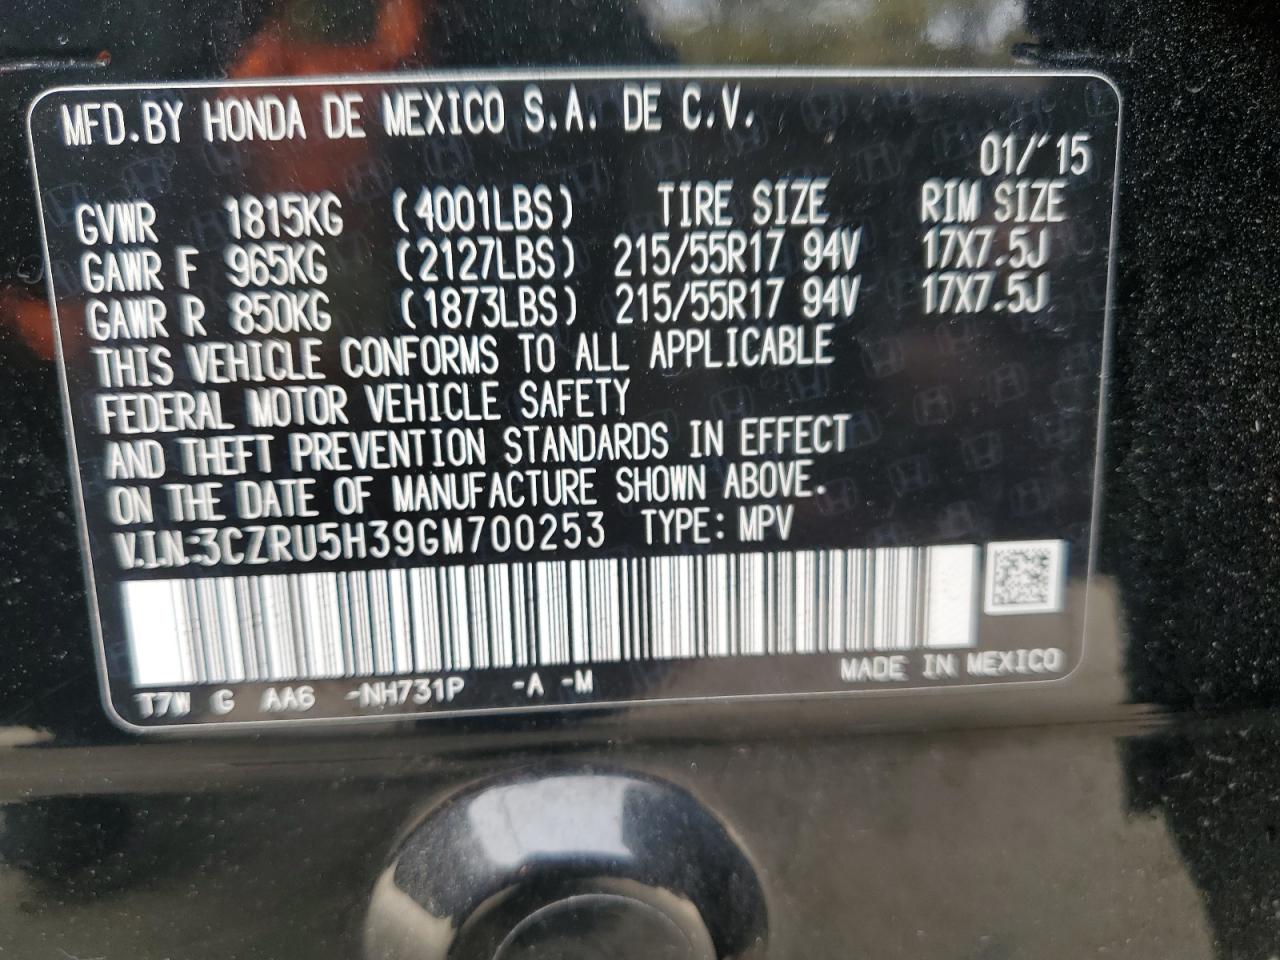 MFD.BY HONDA DE MEXICO S.A. DE C.V.
01/'15
GVWR 1815KG (4001LBS) TIRE SIZE RIM SIZE
GAWR F 965KG (2127LBS) 215/55R17 94V 17X7.5J
GAWR R 850KG (1873LBS) 215/55R17 94V 17X7.5J
THIS VEHICLE CONFORMS TO ALL APPLICABLE
FEDERAL MOTOR VEHICLE SAFETY
AND THEFT PREVENTION STANDARDS IN EFFECT
ON THE DATE OF MANUFACTURE SHOWN ABOVE.
V.I.N:3CZRU5H39GM700253 TYPE: MPV
MADE IN MEXICO
T7W G AA6 -NH731P -A -M